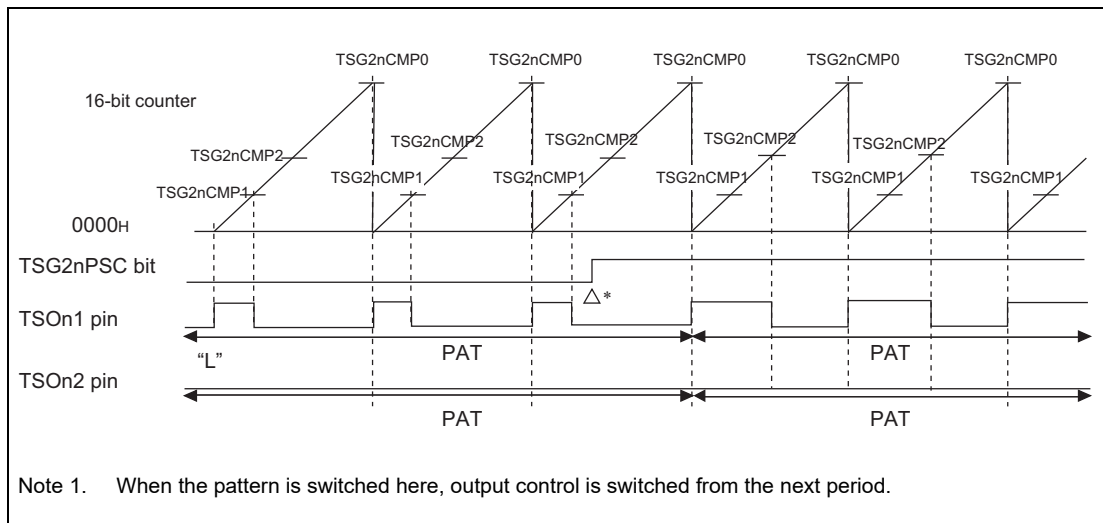 TSG2nCMP0 TSG2nCMP0 TSG2nCMP0 TSG2nCMP0 TSG2nCMP0
16-bit counter
TSG2nCMP2 TSG2nCMP2 TSG2nCMP2 TSG2nCMP2 TSG2nCMP2
TSG2nCMP1 TSG2nCMP1 TSG2nCMP1 TSG2nCMP1 TSG2nCMP1 TSG2nCMP1
0000H
TSG2nPSC bit
△*
TSOn1 pin
PAT PAT
“L”
TSOn2 pin
PAT PAT
Note 1. When the pattern is switched here, output control is switched from the next period.